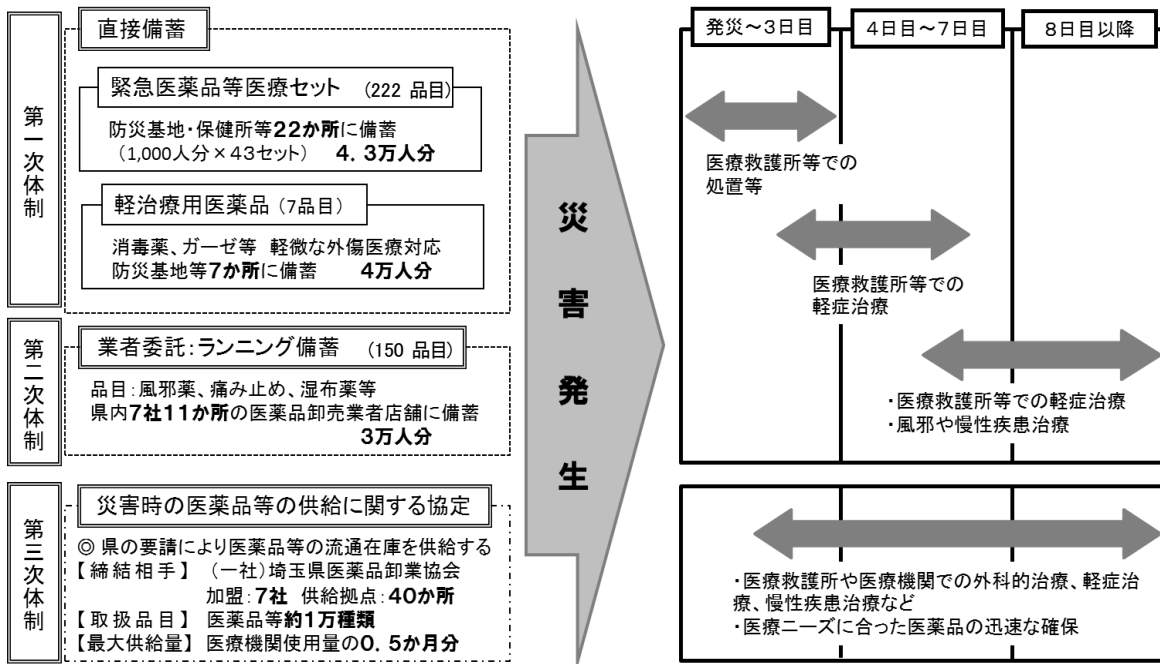 第一次体制
直接備蓄
緊急医薬品等医療セット (222 品目)
防災基地・保健所等22か所に備蓄
(1,000人分×43セット) 4.3万人分
軽治療用医薬品(7品目)
消毒薬、ガーゼ等 軽微な外傷医療対応
防災基地等7か所に備蓄 4万人分
第二次体制
業者委託:ランニング備蓄 (150 品目)
品目:風邪薬、痛み止め、湿布薬等
県内7社11か所の医薬品卸売業者店舗に備蓄
3万人分
第三次体制
災害時の医薬品等の供給に関する協定
◎ 県の要請により医薬品等の流通在庫を供給する
【締結相手】 (一社)埼玉県医薬品卸業協会
加盟:7社 供給拠点:40か所
【取扱品目】 医薬品等約1万種類
【最大供給量】 医療機関使用量の0.5か月分
災害発生
発災~3日目
4日目~7日目
8日目以降
医療救護所等での
処置等
医療救護所等での
軽症治療
・医療救護所等での軽症治療
・風邪や慢性疾患治療
・医療救護所や医療機関での外科的治療、軽症治
療、慢性疾患治療など
・医療ニーズに合った医薬品の迅速な確保